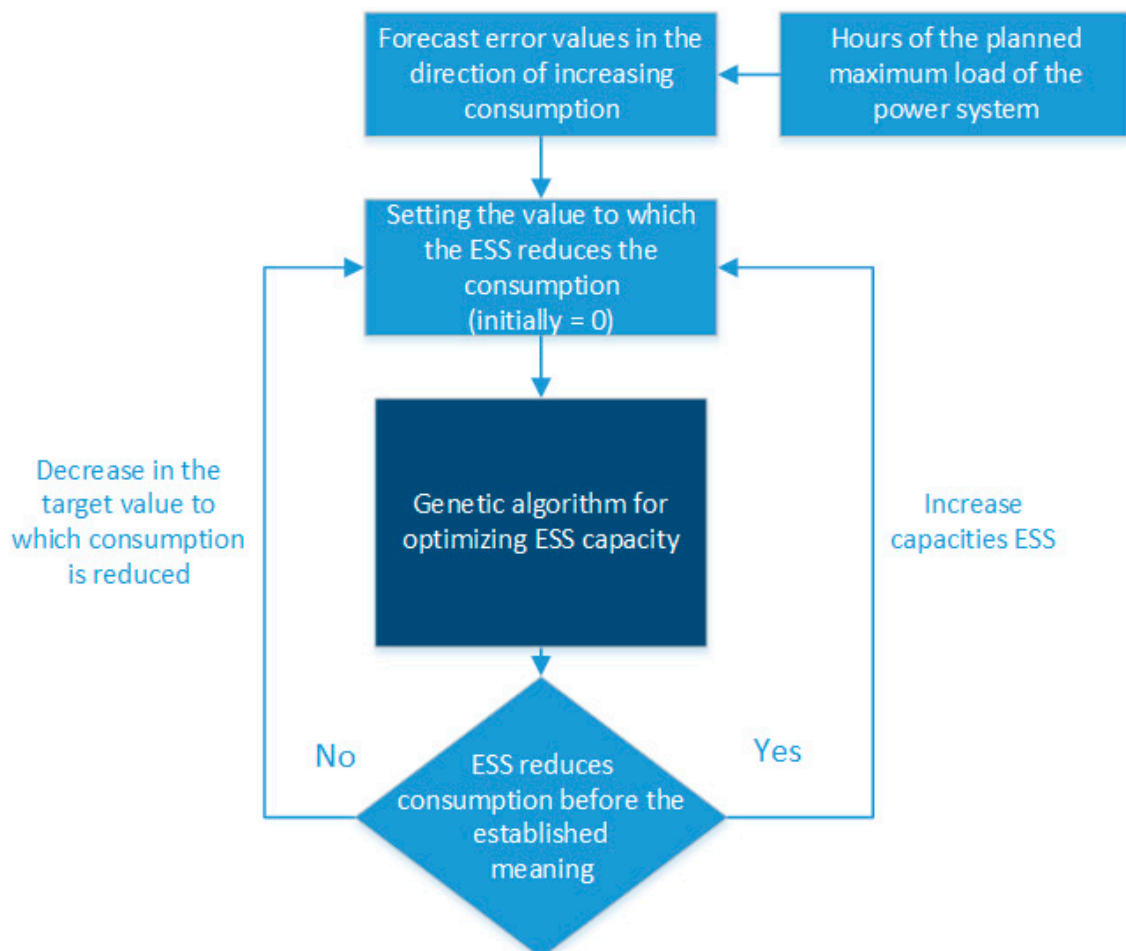 Forecast error values in the
direction of increasing
consumption
Hours of the planned
maximum load of the
power system
Setting the value to which
the ESS reduces the
consumption
(initially = 0)
Decrease in the
target value to
which consumption
is reduced
Genetic algorithm for
optimizing ESS capacity
Increase
capacities ESS
No
Yes
ESS reduces
consumption before the
established
meaning